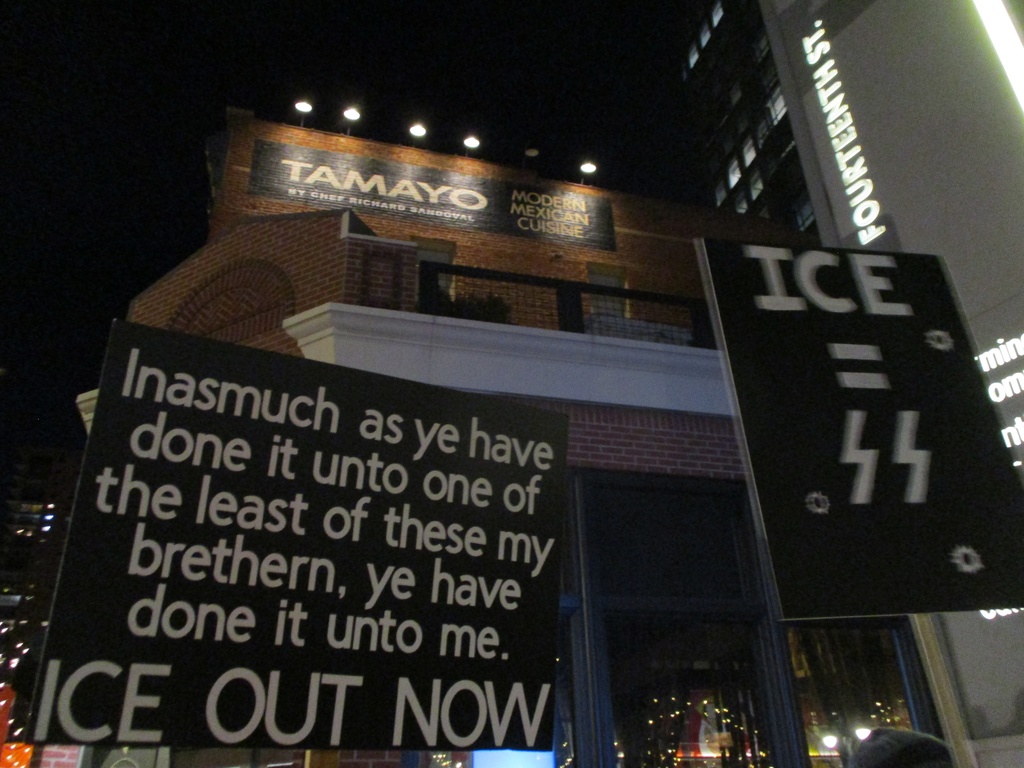 TAMAYO
BY CHEF RICHARD SANDOVAL
MODERN
MEXICAN
CUISINE
FOURTEENTH ST.
Inasmuch as ye have
done it unto one of
the least of these my
brethern, ye have
done it unto me.
ICE OUT NOW
ICE
=
ϟϟ